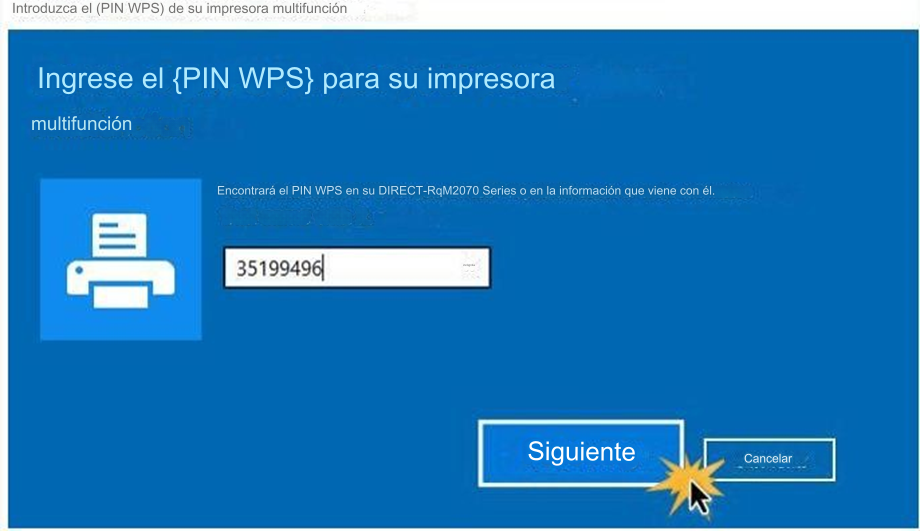 Introduzca el (PIN WPS) de su impresora multifunción
Ingrese el {PIN WPS} para su impresora
multifunción
Encontrará el PIN WPS en su DIRECT-RqM2070 Series o en la información que viene con él.
35199496
Siguiente
Cancelar